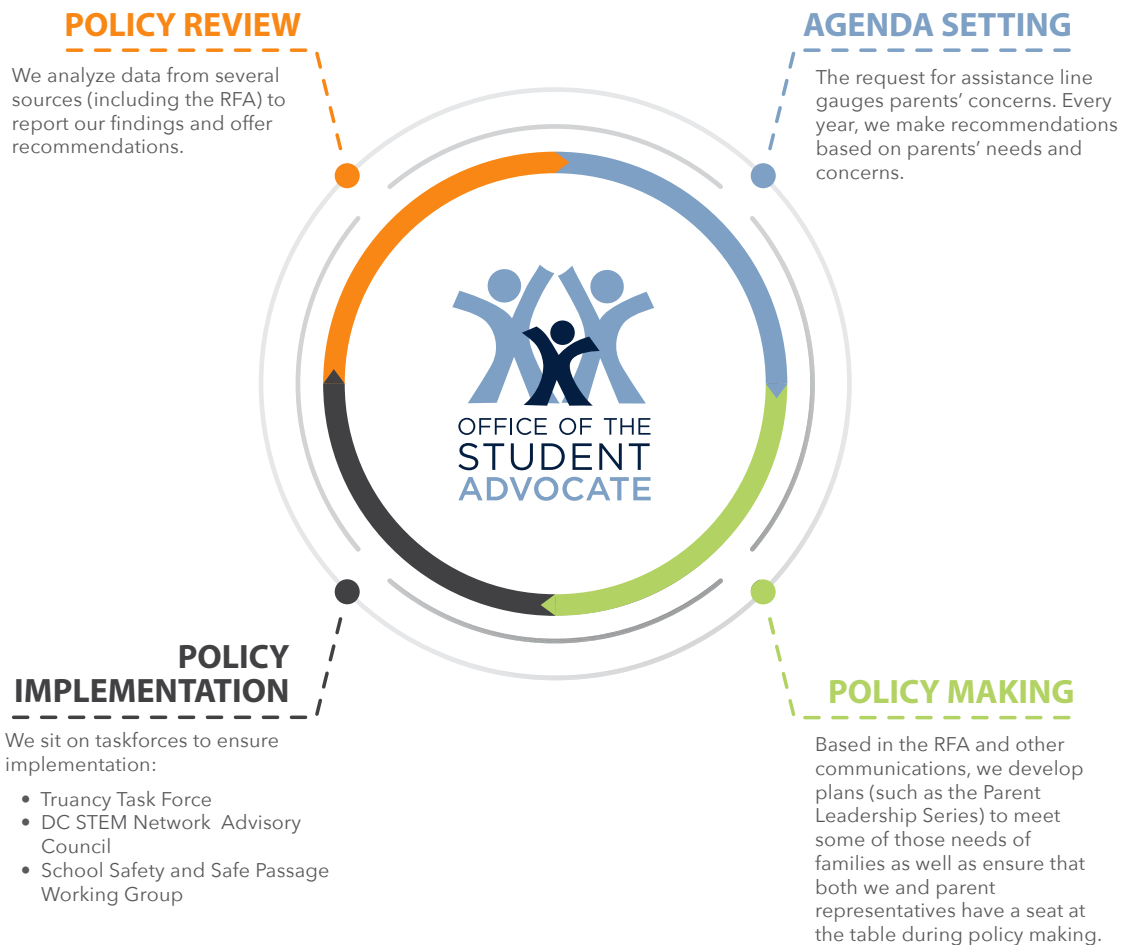 POLICY REVIEW
We analyze data from several
sources (including the RFA) to
report our findings and offer
recommendations.
AGENDA SETTING
The request for assistance line
gauges parents’ concerns. Every
year, we make recommendations
based on parents’ needs and
concerns.
OFFICE OF THE
STUDENT
ADVOCATE
POLICY
IMPLEMENTATION
We sit on taskforces to ensure
implementation:
• Truancy Task Force
• DC STEM Network Advisory
Council
• School Safety and Safe Passage
Working Group
POLICY MAKING
Based in the RFA and other
communications, we develop
plans (such as the Parent
Leadership Series) to meet
some of those needs of
families as well as ensure that
both we and parent
representatives have a seat at
the table during policy making.